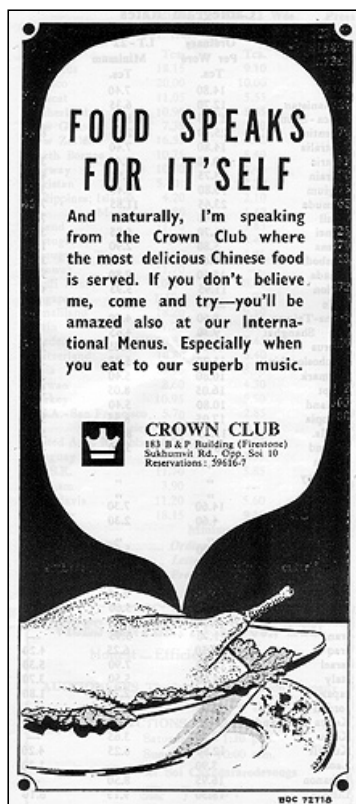 FOOD SPEAKS
FOR IT'SELF
And naturally, I'm speaking
from the Crown Club where
the most delicious Chinese food
is served. If you don't believe
me, come and try—you'll be
amazed also at our Interna-
tional Menus. Especially when
you eat to our superb music.
CROWN CLUB
183 B & P Building (Firestone)
Sukhumvit Rd., Opp. Soi 10
Reservations: 59616-7
BOC 72718